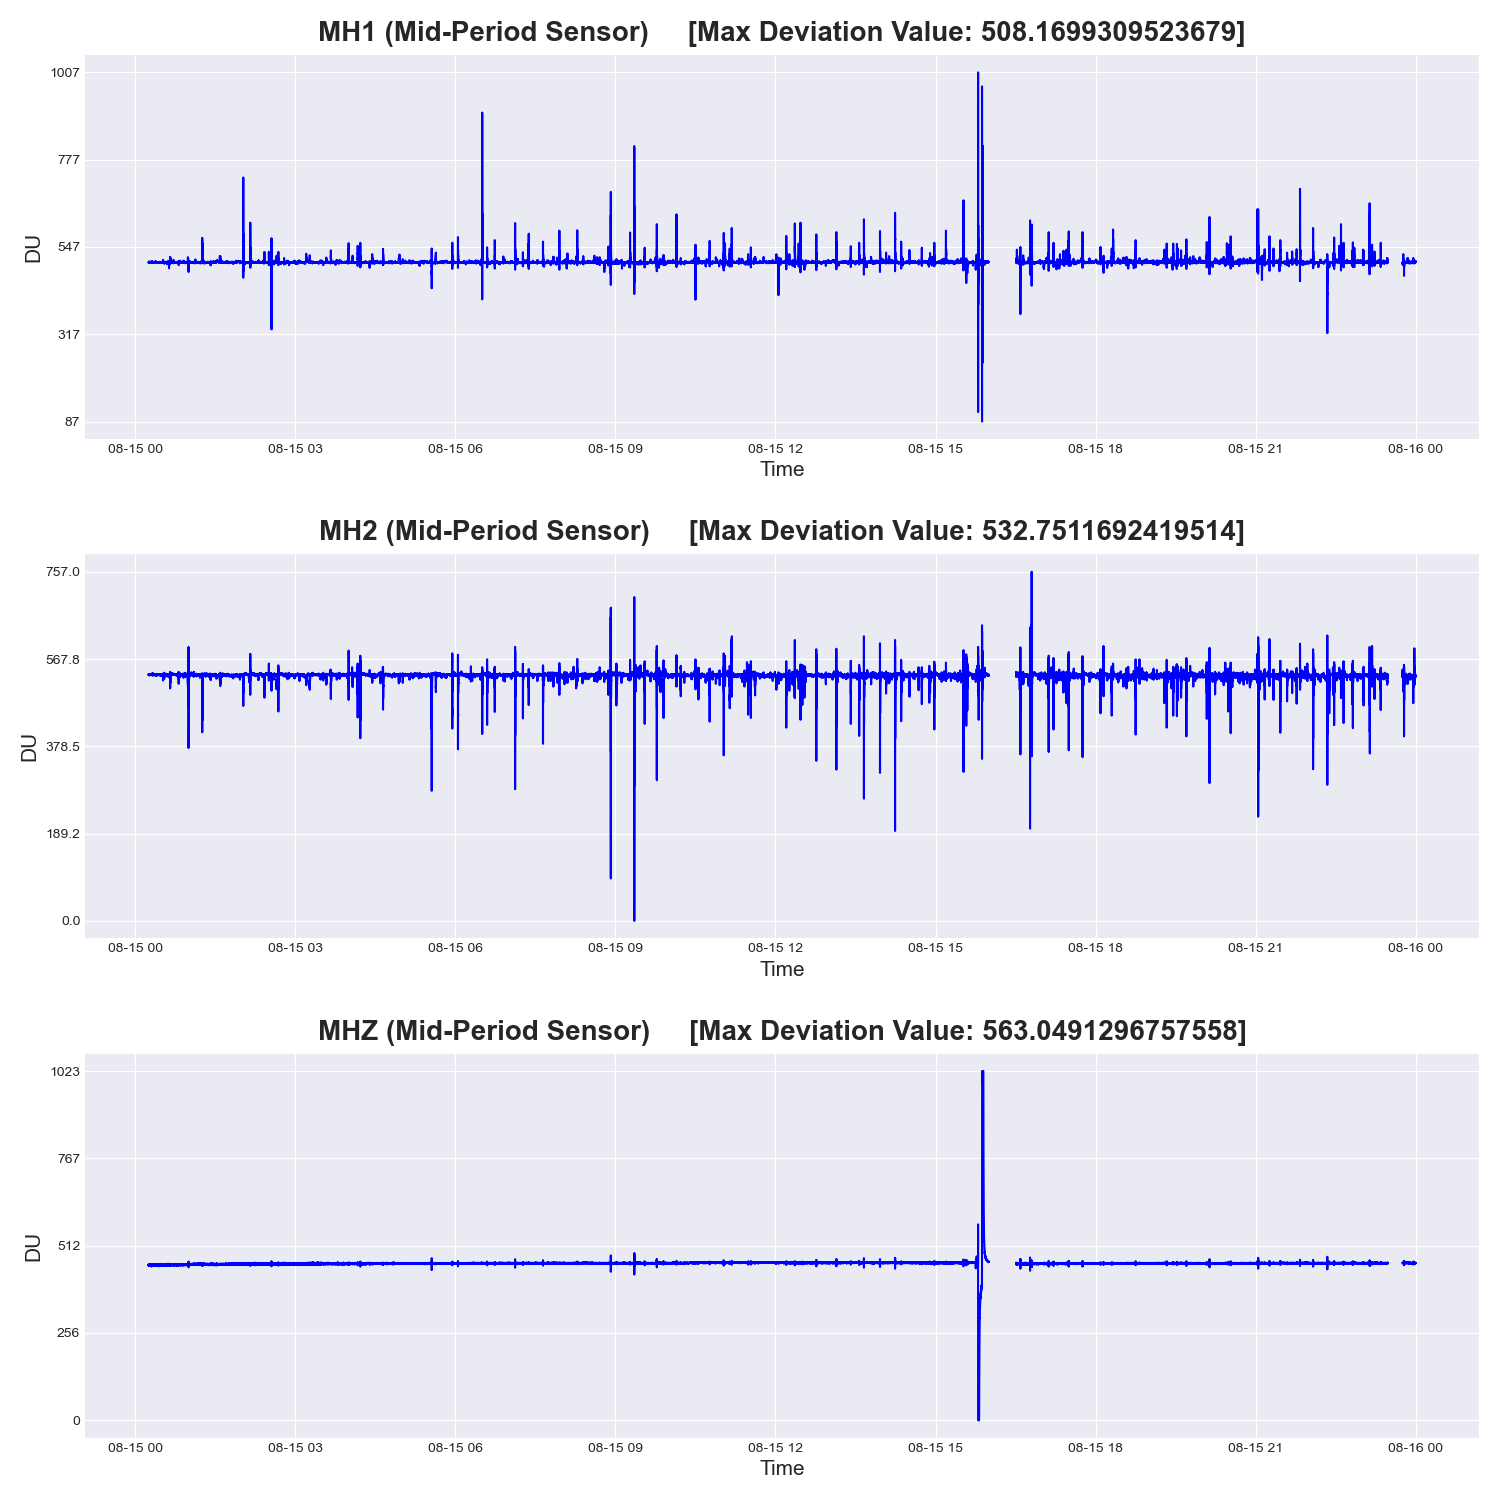 MH1 (Mid-Period Sensor) [Max Deviation Value: 508.1699309523679]
1007
777
547
317
87
DU
08-15 00 08-15 03 08-15 06 08-15 09 08-15 12 08-15 15 08-15 18 08-15 21 08-16 00
Time
MH2 (Mid-Period Sensor) [Max Deviation Value: 532.7511692419514]
757.0
567.8
378.5
189.2
0.0
DU
08-15 00 08-15 03 08-15 06 08-15 09 08-15 12 08-15 15 08-15 18 08-15 21 08-16 00
Time
MHZ (Mid-Period Sensor) [Max Deviation Value: 563.0491296757558]
1023
767
512
256
0
DU
08-15 00 08-15 03 08-15 06 08-15 09 08-15 12 08-15 15 08-15 18 08-15 21 08-16 00
Time